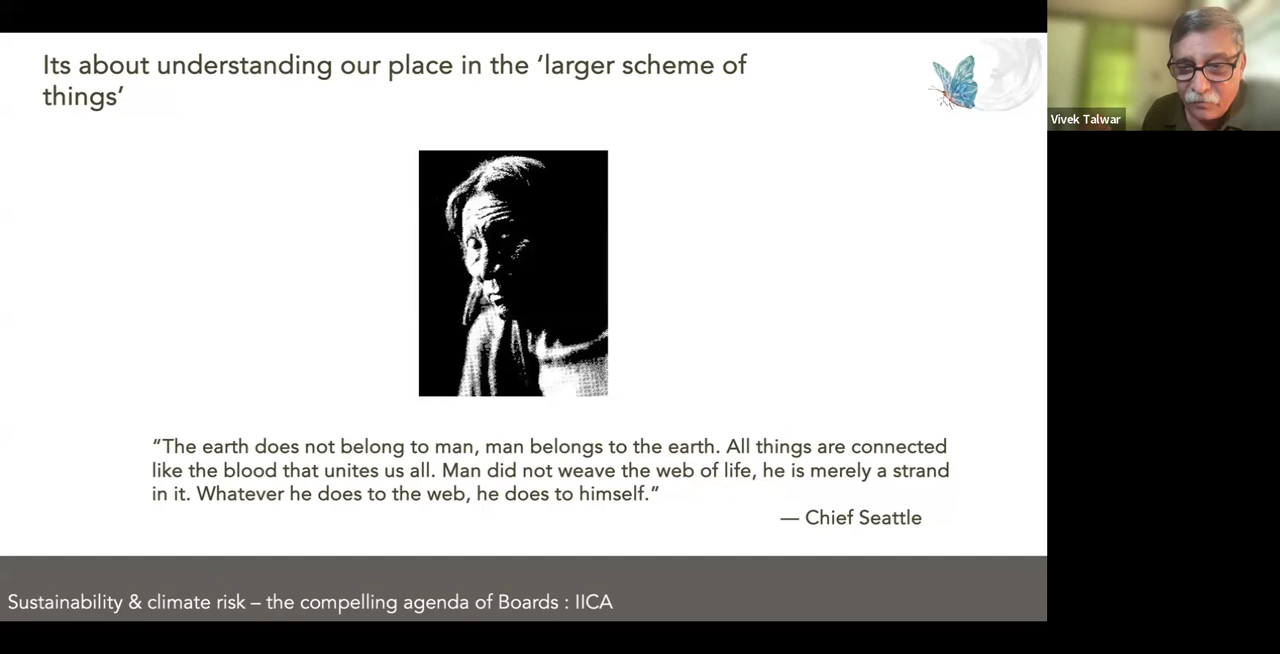 Its about understanding our place in the ‘larger scheme of
things’
Vivek Talwar
“The earth does not belong to man, man belongs to the earth. All things are connected
like the blood that unites us all. Man did not weave the web of life, he is merely a strand
in it. Whatever he does to the web, he does to himself.”
— Chief Seattle
Sustainability & climate risk – the compelling agenda of Boards : IICA